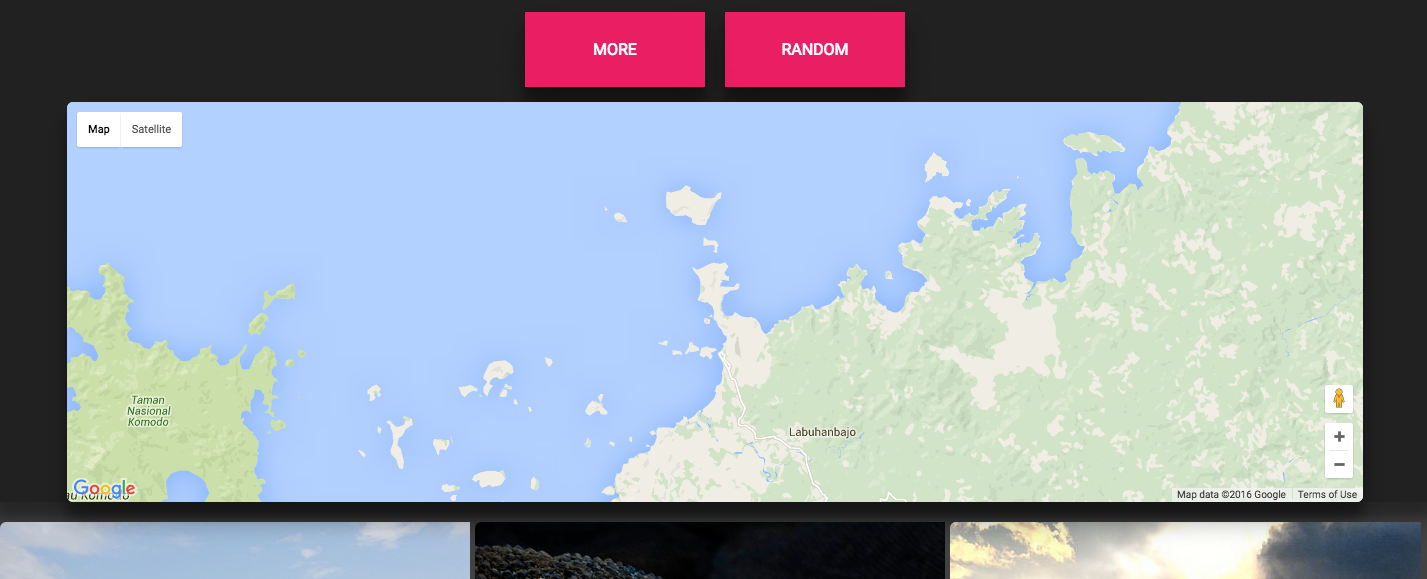 MORE
RANDOM
Map
Satellite
Taman
Nasional
Komodo
Labuhanbajo
Google
Map data ©2016 Google
Terms of Use